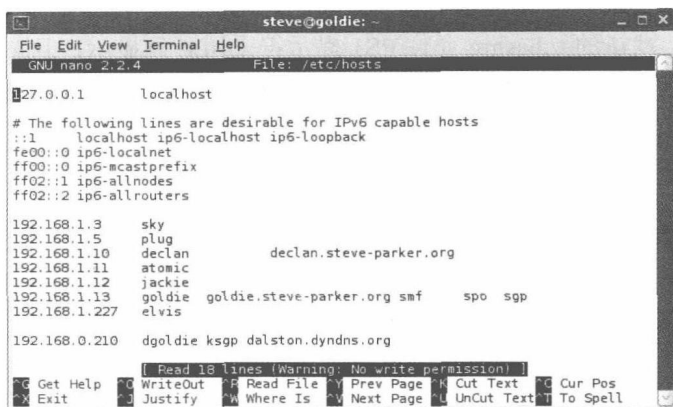 steve@goldie: ~
File Edit View Terminal Help
GNU nano 2.2.4 File: /etc/hosts
127.0.0.1 localhost
# The following lines are desirable for IPv6 capable hosts
::1 localhost ip6-localhost ip6-loopback
fe00::0 ip6-localnet
ff00::0 ip6-mcastprefix
ff02::1 ip6-allnodes
ff02::2 ip6-allrouters
192.168.1.3 sky
192.168.1.5 plug
192.168.1.10 declan declan.steve-parker.org
192.168.1.11 atomic
192.168.1.12 jackie
192.168.1.13 goldie goldie.steve-parker.org smf spo sgp
192.168.1.227 elvis
192.168.0.210 dgoldie ksgp dalston.dyndns.org
[ Read 18 lines (Warning: No write permission) ]
^G Get Help ^O WriteOut ^R Read File ^Y Prev Page ^K Cut Text ^C Cur Pos
^X Exit ^J Justify ^W Where Is ^V Next Page ^U UnCut Text ^T To Spell